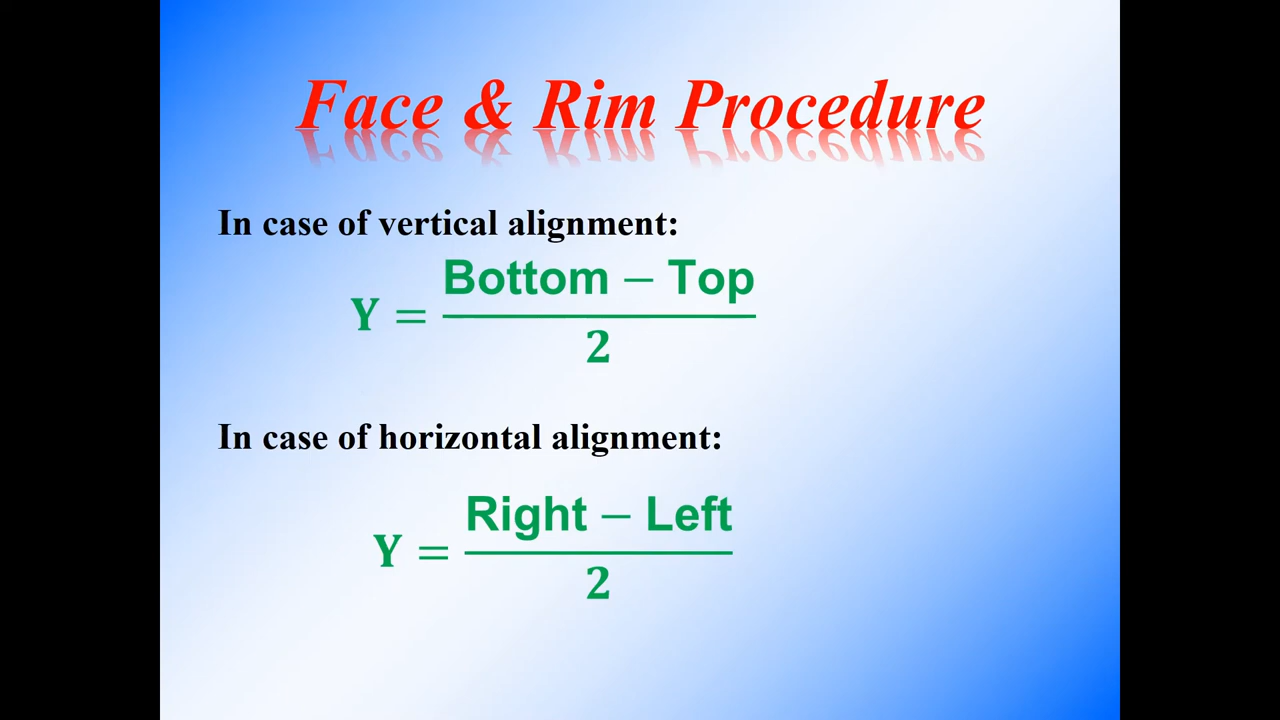 Face & Rim Procedure
In case of vertical alignment:
Y = (Bottom − Top) / 2
In case of horizontal alignment:
Y = (Right − Left) / 2